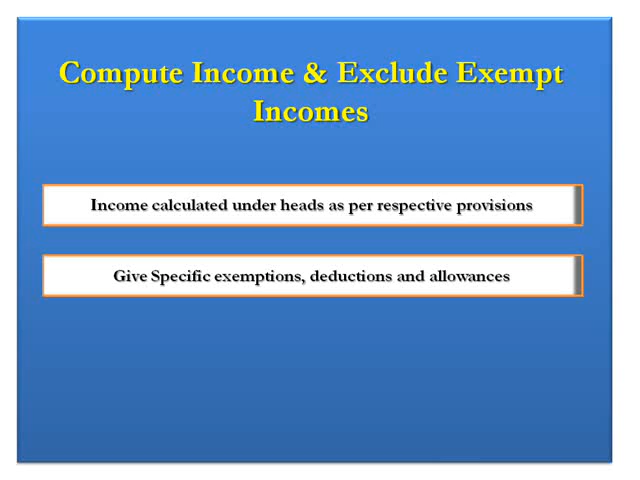 Compute Income & Exclude Exempt
Incomes
Income calculated under heads as per respective provisions
Give Specific exemptions, deductions and allowances